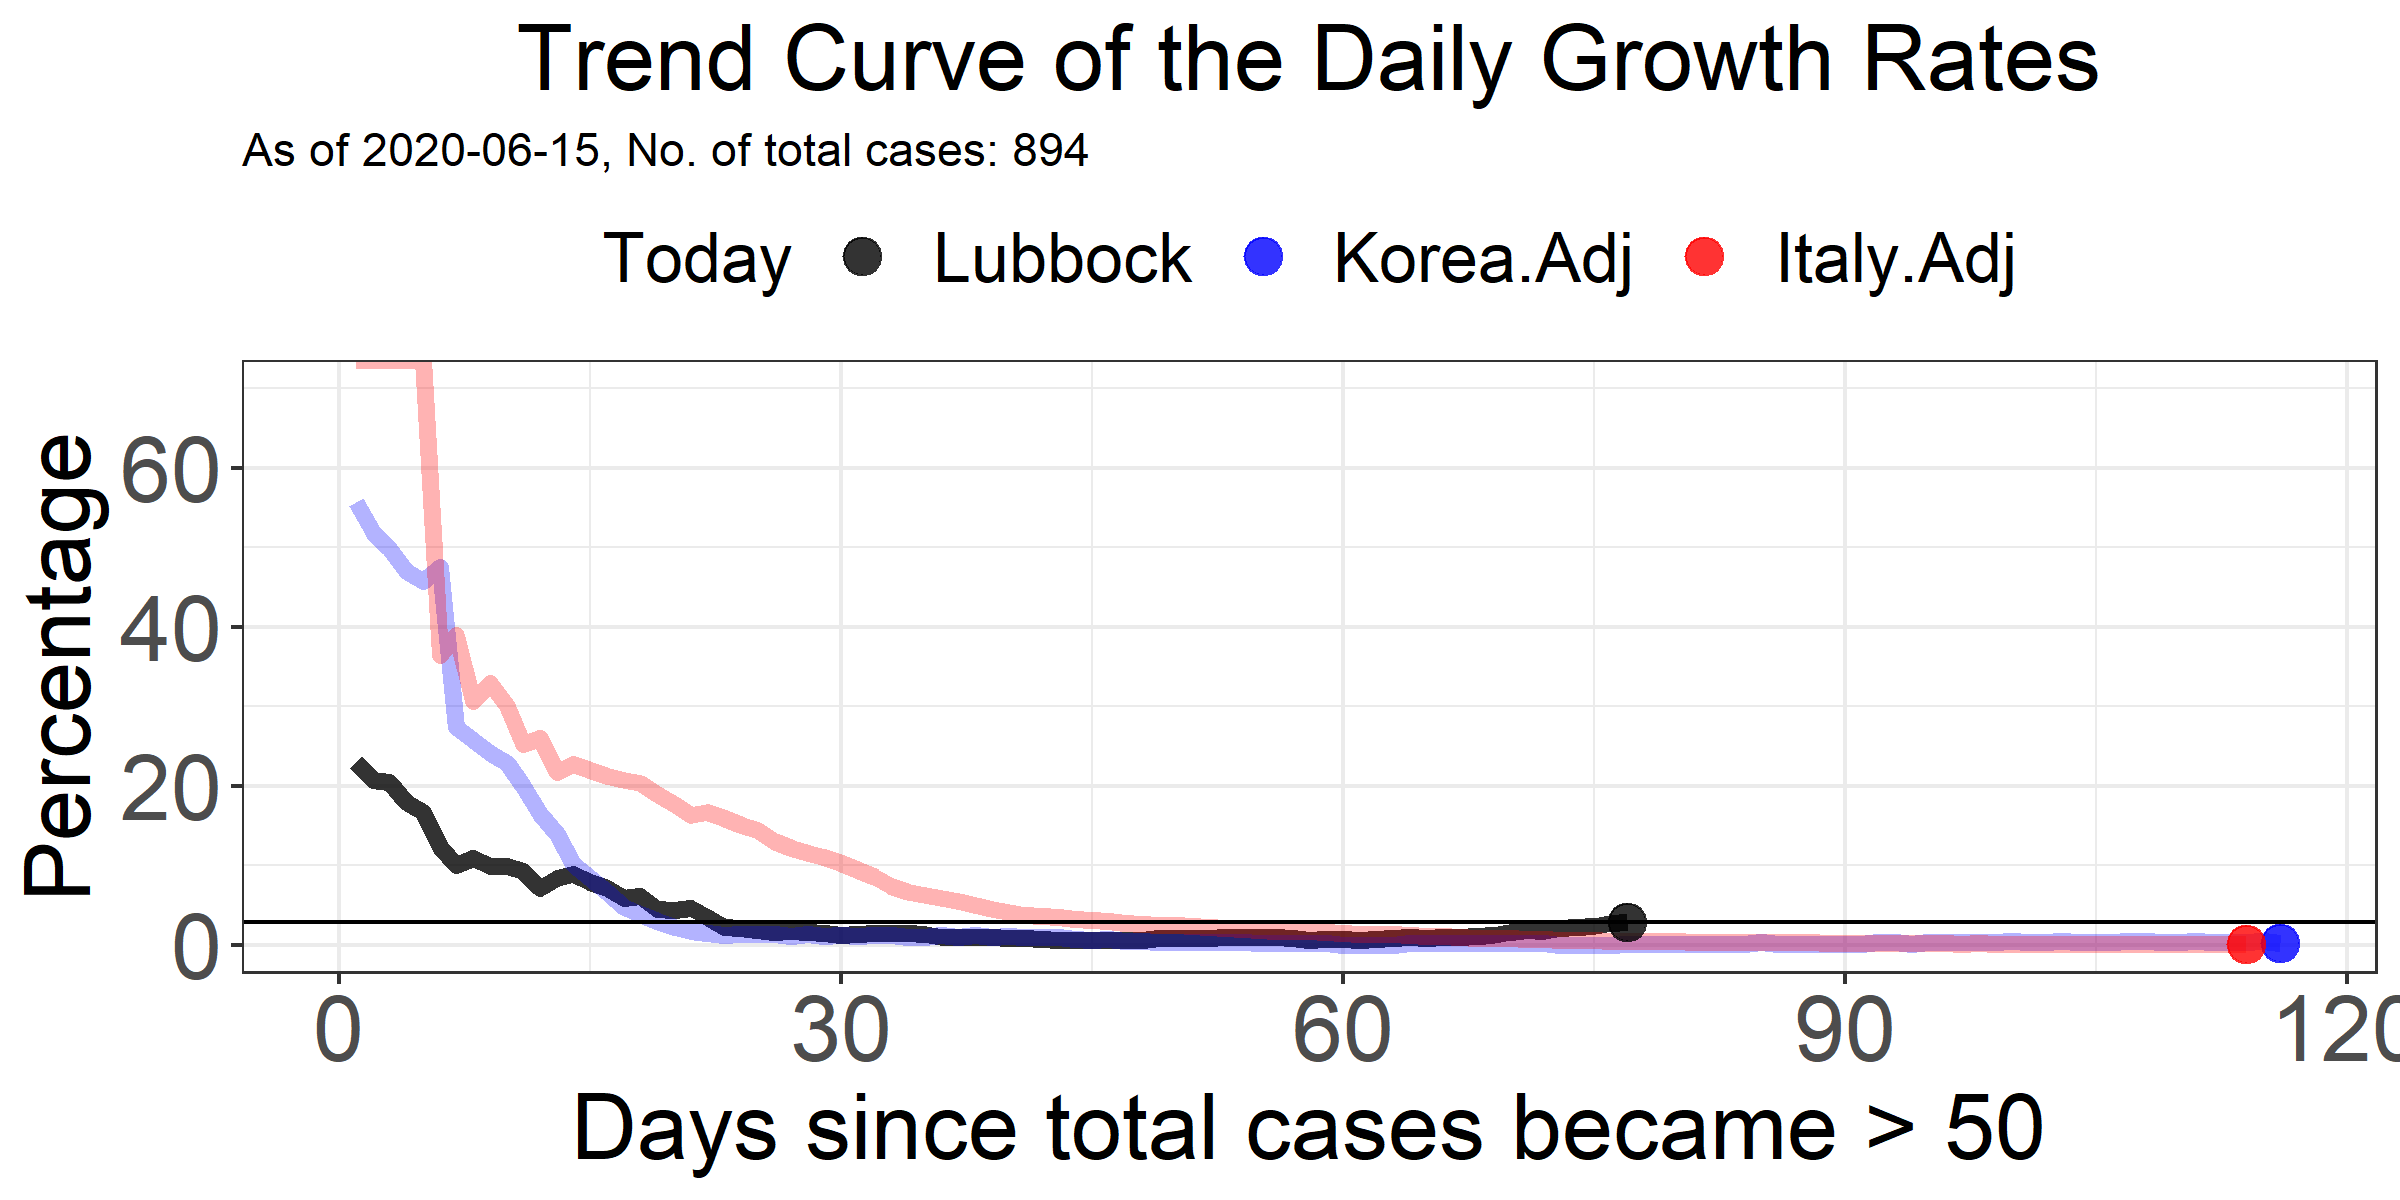 Trend Curve of the Daily Growth Rates
As of 2020-06-15, No. of total cases: 894
Today Lubbock Korea.Adj Italy.Adj
Percentage
60
40
20
0
0 30 60 90 120
Days since total cases became > 50